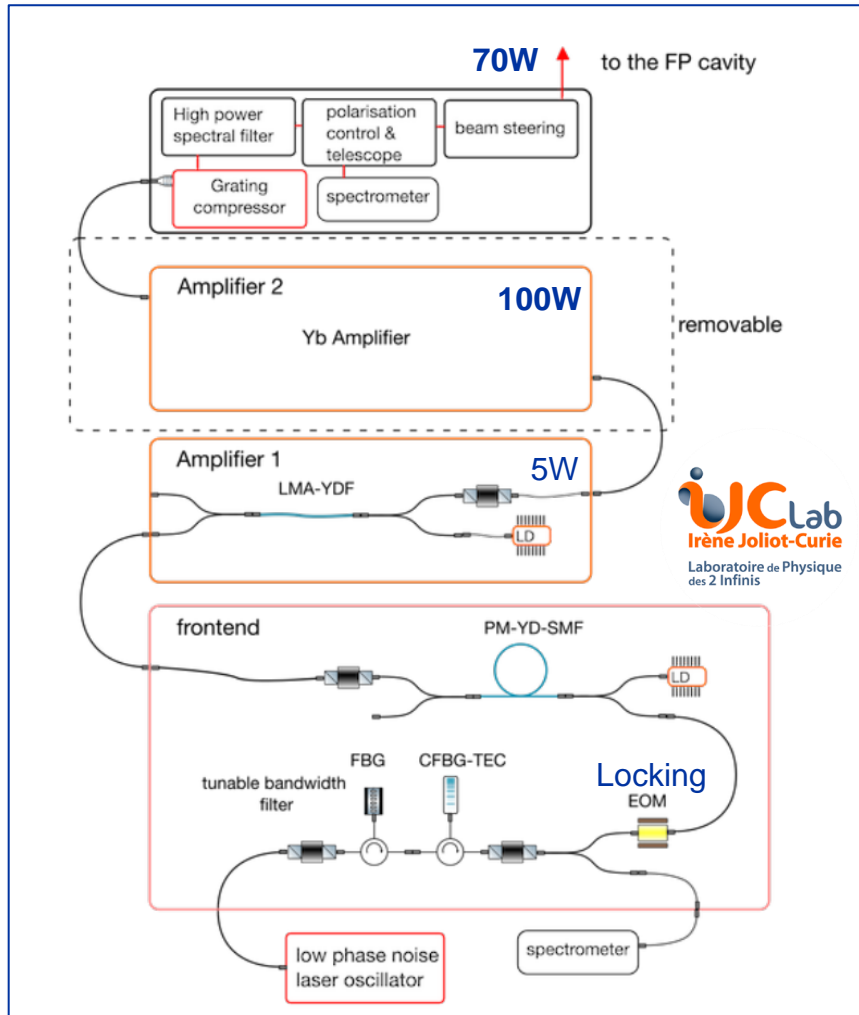 70W
to the FP cavity
High power
spectral filter
polarisation
control &
telescope
beam steering
Grating
compressor
spectrometer
Amplifier 2
100W
Yb Amplifier
removable
Amplifier 1
5W
LMA-YDF
LD
iJCLab
Irène Joliot-Curie
Laboratoire de Physique
des 2 Infinis
frontend
PM-YD-SMF
LD
FBG
CFBG-TEC
Locking
tunable bandwidth
filter
EOM
low phase noise
laser oscillator
spectrometer